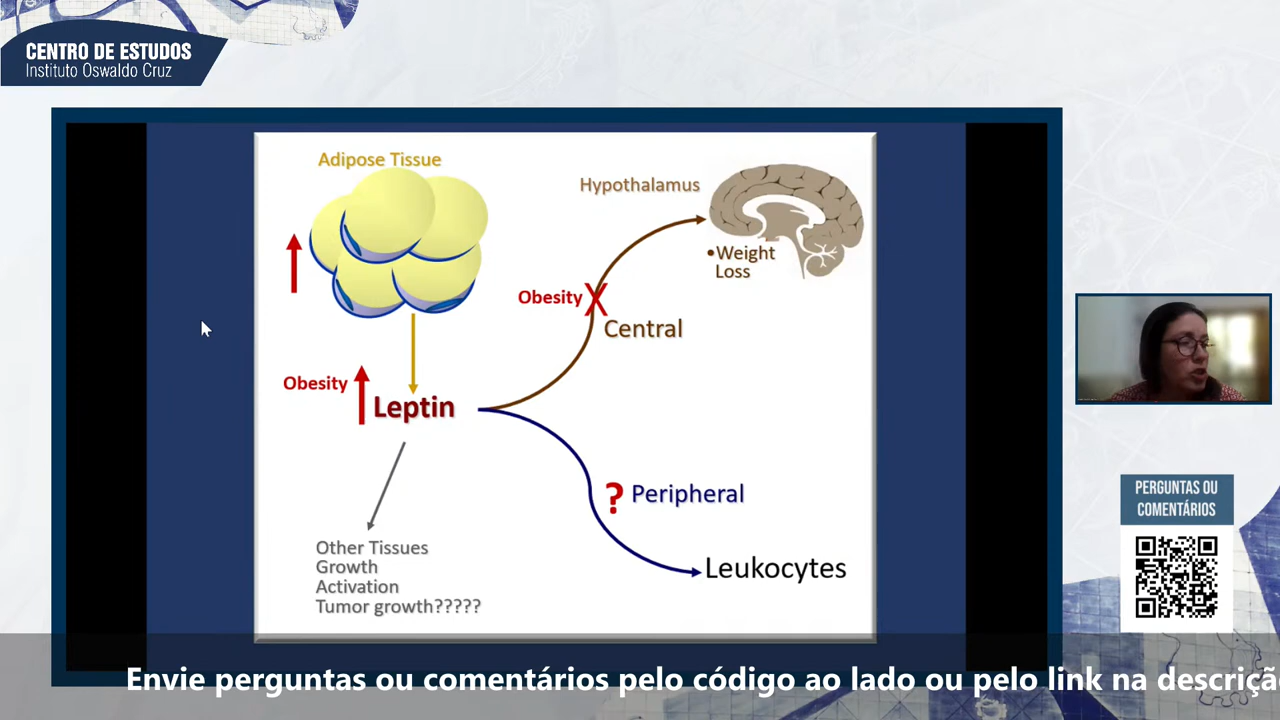 CENTRO DE ESTUDOS
Instituto Oswaldo Cruz
Adipose Tissue
Hypothalamus
•Weight
Loss
Obesity X
Central
Obesity
Leptin
? Peripheral
Leukocytes
Other Tissues
Growth
Activation
Tumor growth?????
PERGUNTAS OU
COMENTÁRIOS
Envie perguntas ou comentários pelo código ao lado ou pelo link na descrição